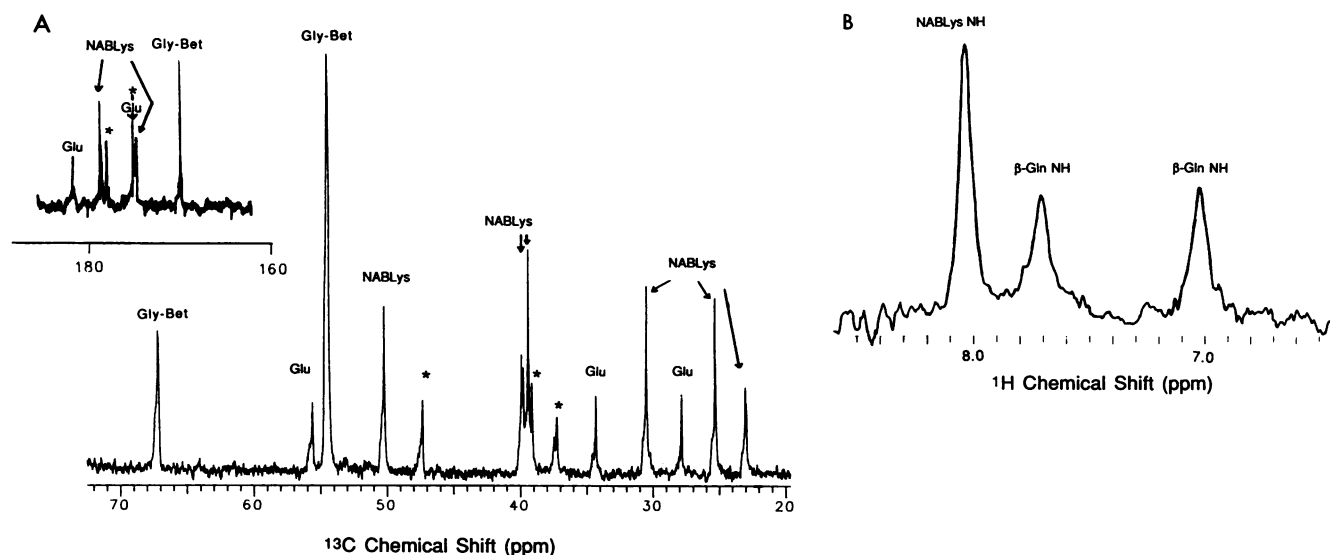 A
NABLys
Gly-Bet
Glu
*
*
Glu
180
160
Gly-Bet
Gly-Bet
Glu
NABLys
*
NABLys
*
*
Glu
NABLys
Glu
70
60
50
40
30
20
13C Chemical Shift (ppm)
B
NABLys NH
β-Gln NH
β-Gln NH
8.0
7.0
1H Chemical Shift (ppm)